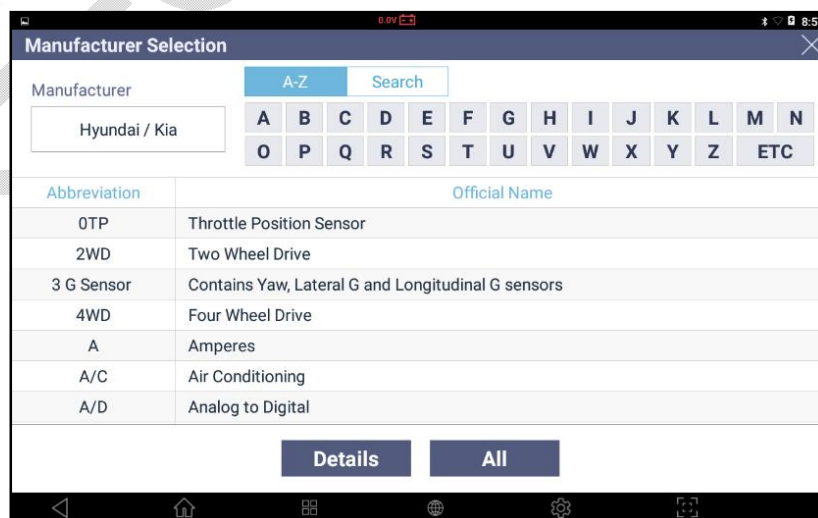 0.0V
8:5
Manufacturer Selection
Manufacturer
Hyundai / Kia
A-Z Search
A B C D E F G H I J K L M N
O P Q R S T U V W X Y Z ETC
Abbreviation Official Name
0TP Throttle Position Sensor
2WD Two Wheel Drive
3 G Sensor Contains Yaw, Lateral G and Longitudinal G sensors
4WD Four Wheel Drive
A Amperes
A/C Air Conditioning
A/D Analog to Digital
Details All